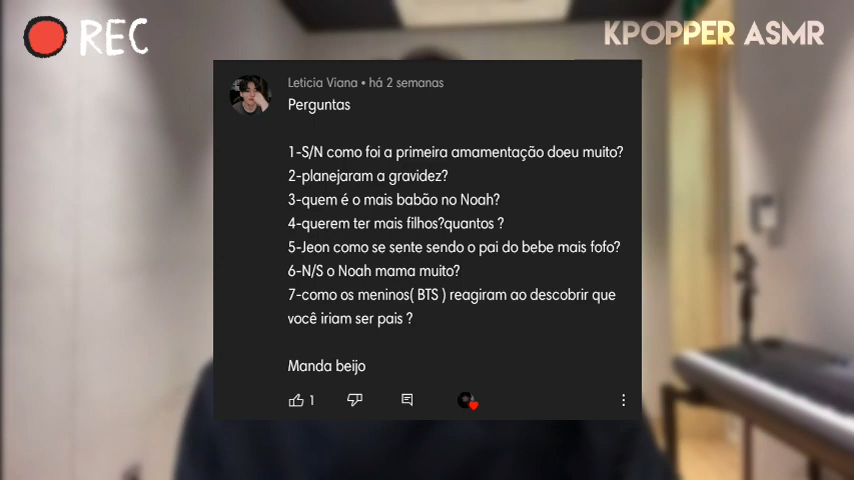 REC
KPOPPER ASMR
Leticia Viana • há 2 semanas
Perguntas
1-S/N como foi a primeira amamentação doeu muito?
2-planejaram a gravidez?
3-quem é o mais babão no Noah?
4-querem ter mais filhos?quantos ?
5-Jeon como se sente sendo o pai do bebe mais fofo?
6-N/S o Noah mama muito?
7-como os meninos( BTS ) reagiram ao descobrir que
você iriam ser pais ?
Manda beijo
1